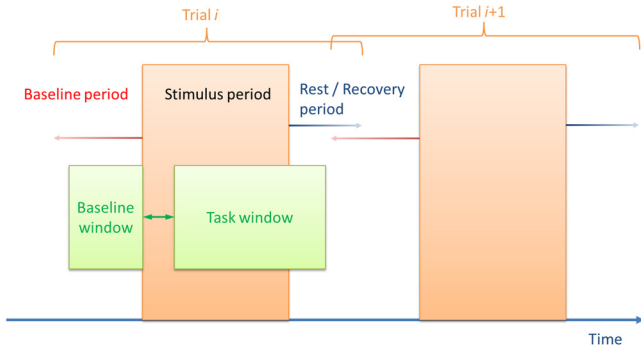 Trial i
Trial i+1
Baseline period
Stimulus period
Rest / Recovery
period
Baseline
window
Task window
Time